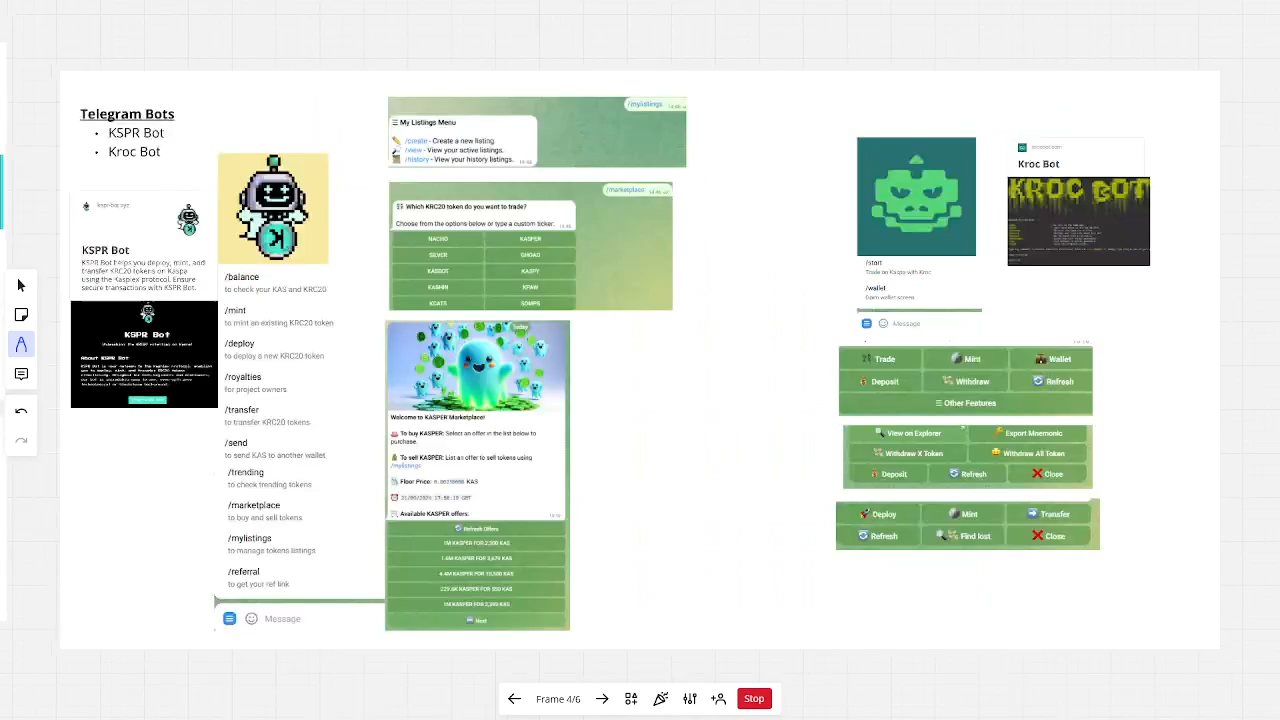 Telegram Bots
• KSPR Bot
• Kroc Bot
KSPR Bot
KSPR Bot helps you deploy, mint, and
transfer KRC20 tokens on Kaspa
using the Kasplex protocol. Ensure
secure transactions with KSPR Bot.
KSPR Bot
About KSPR Bot
/balance
to check your KAS and KRC20
/mint
to mint an existing KRC20 token
/deploy
to deploy a new KRC20 token
/royalties
for project owners
/transfer
to transfer KRC20 tokens
/send
to send KAS to another wallet
/trending
to check trending tokens
/marketplace
to buy and sell tokens
/mylistings
to manage tokens listings
/referral
to get your ref link
Message
/mylistings
☰ My Listings Menu
/create - Create a new listing
/view - View your active listings.
/history - View your history listings.
/marketplace
Which KRC20 token do you want to trade?
Choose from the options below or type a custom ticker:
NACHO KASPER
SILVER GHOAD
KASBOT KASPY
KASHIN KPAW
KCATS
Today
Welcome to KASPER Marketplace!
To buy KASPER: Select an offer in the list below to
purchase.
To sell KASPER: List an offer to sell tokens using
/mylistings
Floor Price: KAS
Available KASPER offers:
Refresh Offers
Next
/start
Trade on Kaspa with Kroc
/wallet
Open wallet screen
Message
Kroc Bot
KROC BOT
Trade Mint Wallet
Deposit Withdraw Refresh
☰ Other Features
View on Explorer Export Mnemonic
Withdraw X Token Withdraw All Token
Deposit Refresh Close
Deploy Mint Transfer
Refresh Find lost Close
Frame 4/6
Stop